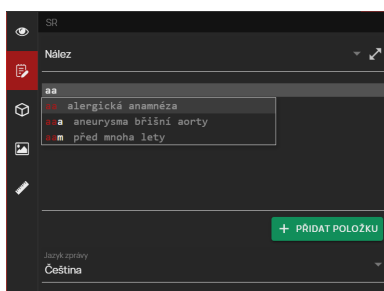 SR
Nález
aa
aa alergická anamnéza
aaa aneurysma břišní aorty
aam před mnoha lety
+ PŘIDAT POLOŽKU
Jazyk zprávy
Čeština